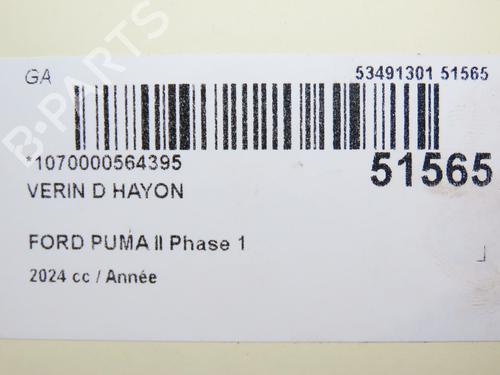 GA
53491301 51565
*1070000564395
51565
VERIN D HAYON
FORD PUMA II Phase 1
2024 cc / Année
B-PARTS